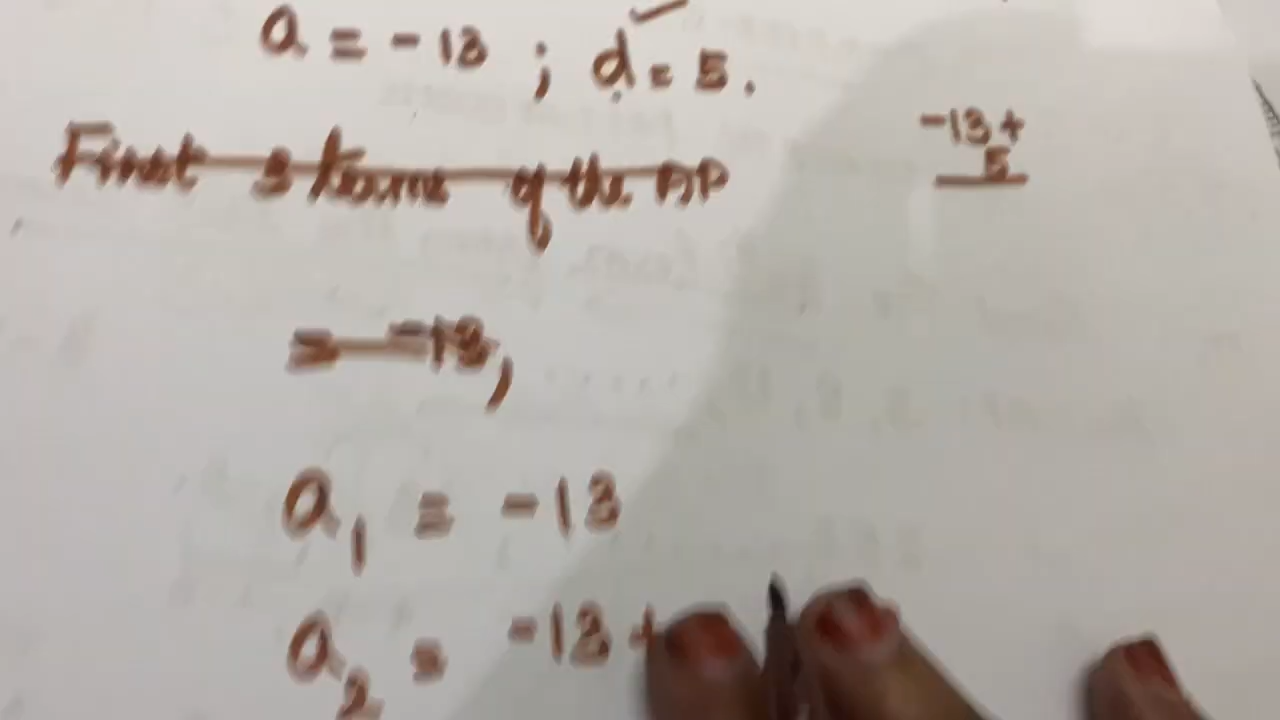 a = -13 ; d = 5.
-13+
5
First 3 terms of the AP
= -13,
a1 = -13
a2 = -13 +